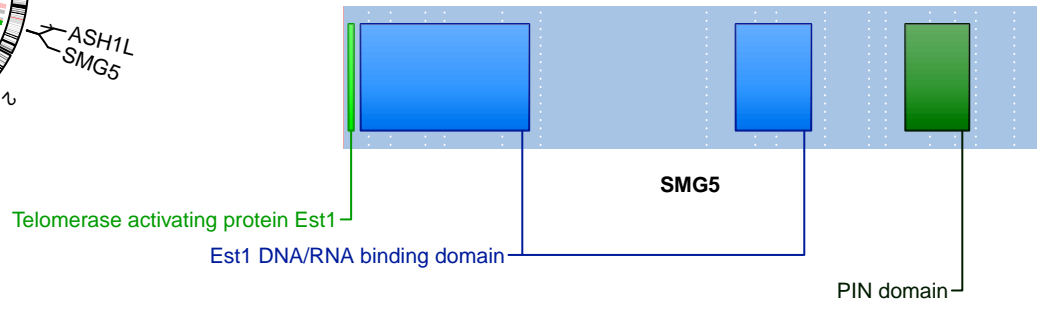 ASH1L
SMG5
2
SMG5
Telomerase activating protein Est1
Est1 DNA/RNA binding domain
PIN domain